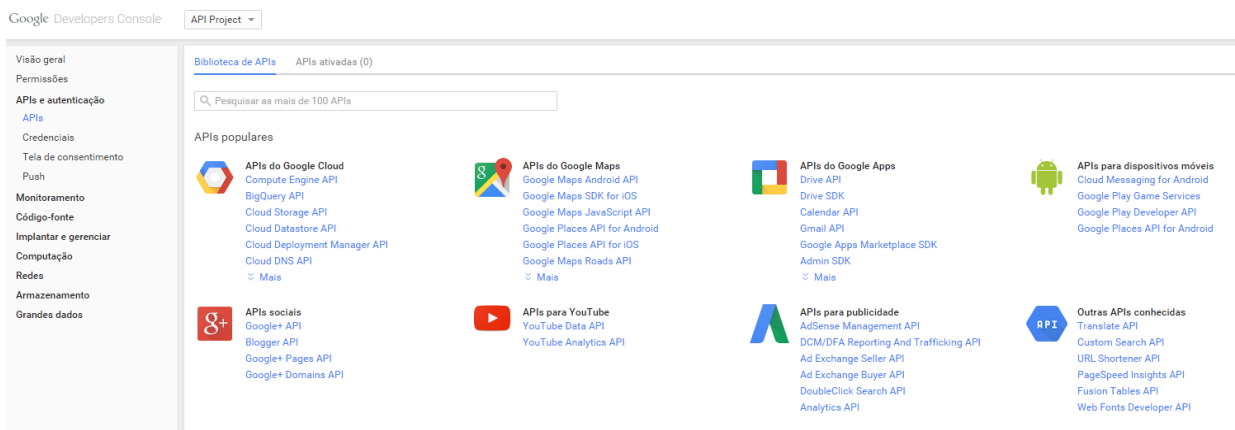 Google Developers Console
API Project
Visão geral
Permissões
APIs e autenticação
APIs
Credenciais
Tela de consentimento
Push
Monitoramento
Código-fonte
Implantar e gerenciar
Computação
Redes
Armazenamento
Grandes dados
Biblioteca de APIs
APIs ativadas (0)
Pesquisar as mais de 100 APIs
APIs populares
APIs do Google Cloud
Compute Engine API
BigQuery API
Cloud Storage API
Cloud Datastore API
Cloud Deployment Manager API
Cloud DNS API
Mais
8
APIs do Google Maps
Google Maps Android API
Google Maps SDK for iOS
Google Maps JavaScript API
Google Places API for Android
Google Places API for iOS
Google Maps Roads API
Mais
APIs do Google Apps
Drive API
Drive SDK
Calendar API
Gmail API
Google Apps Marketplace SDK
Admin SDK
Mais
APIs para dispositivos móveis
Cloud Messaging for Android
Google Play Game Services
Google Play Developer API
Google Places API for Android
g+
APIs sociais
Google+ API
Blogger API
Google+ Pages API
Google+ Domains API
APIs para YouTube
YouTube Data API
YouTube Analytics API
APIs para publicidade
AdSense Management API
DCM/DFA Reporting And Trafficking API
Ad Exchange Seller API
Ad Exchange Buyer API
DoubleClick Search API
Analytics API
API
Outras APIs conhecidas
Translate API
Custom Search API
URL Shortener API
PageSpeed Insights API
Fusion Tables API
Web Fonts Developer API